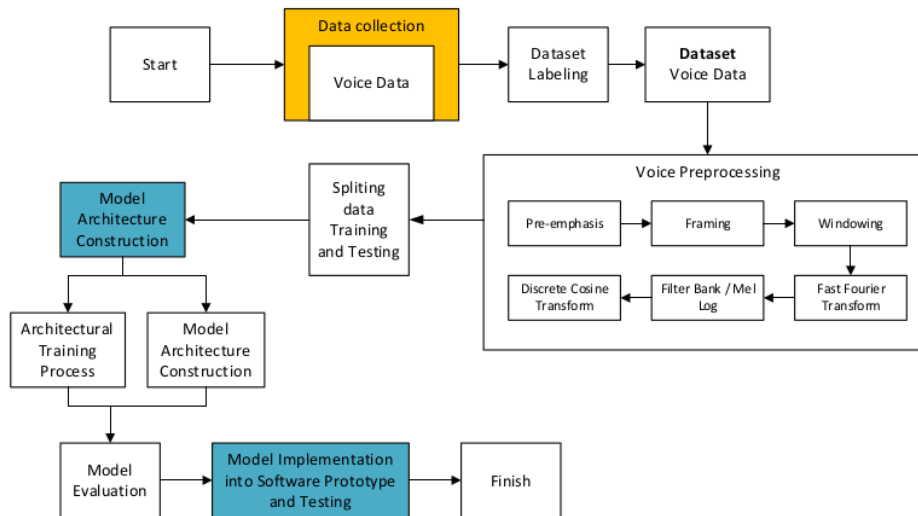 Start
Data collection
Voice Data
Dataset
Labeling
Dataset
Voice Data
Voice Preprocessing
Pre-emphasis
Framing
Windowing
Fast Fourier
Transform
Filter Bank / Mel
Log
Discrete Cosine
Transform
Spliting
data
Training
and Testing
Model
Architecture
Construction
Architectural
Training
Process
Model
Architecture
Construction
Model
Evaluation
Model Implementation
into Software Prototype
and Testing
Finish